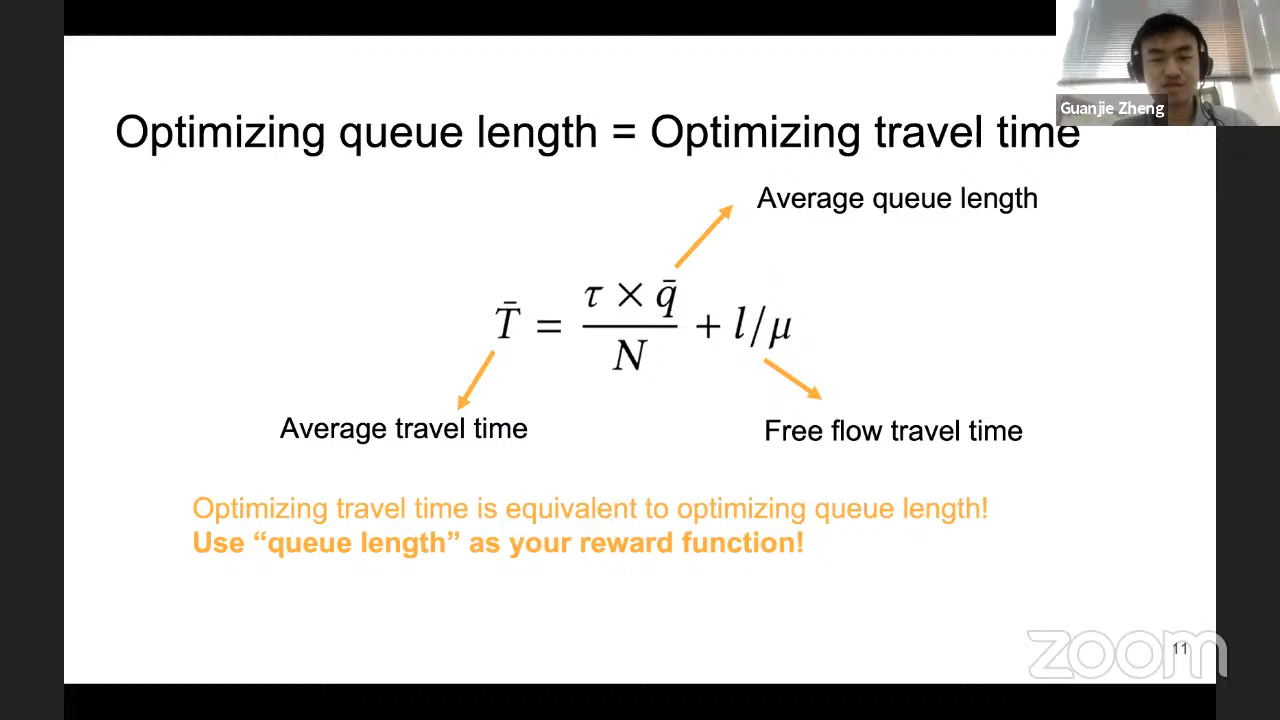 Guanjie Zheng
Optimizing queue length = Optimizing travel time
Average queue length
T̄ = τ × q̄ / N + l/μ
Average travel time
Free flow travel time
Optimizing travel time is equivalent to optimizing queue length!
Use “queue length” as your reward function!
zoom
11